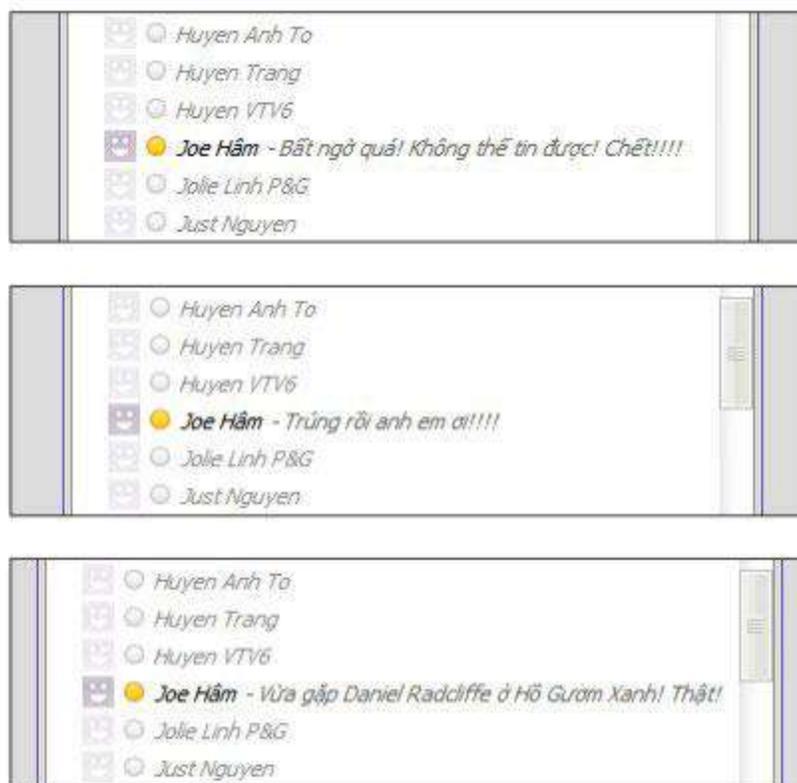 Huyen Anh To
Huyen Trang
Huyen VTV6
Joe Hâm - Bất ngờ quá! Không thể tin được! Chết!!!!
Jolie Linh P&G
Just Nguyen
Huyen Anh To
Huyen Trang
Huyen VTV6
Joe Hâm - Trúng rồi anh em ơi!!!!
Jolie Linh P&G
Just Nguyen
Huyen Anh To
Huyen Trang
Huyen VTV6
Joe Hâm - Vừa gặp Daniel Radcliffe ở Hồ Gươm Xanh! Thật!
Jolie Linh P&G
Just Nguyen